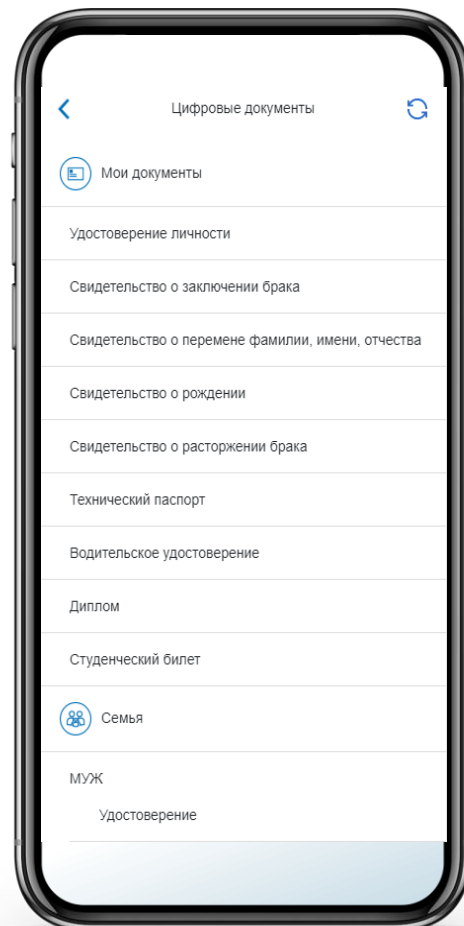 Цифровые документы
Мои документы
Удостоверение личности
Свидетельство о заключении брака
Свидетельство о перемене фамилии, имени, отчества
Свидетельство о рождении
Свидетельство о расторжении брака
Технический паспорт
Водительское удостоверение
Диплом
Студенческий билет
Семья
МУЖ
Удостоверение